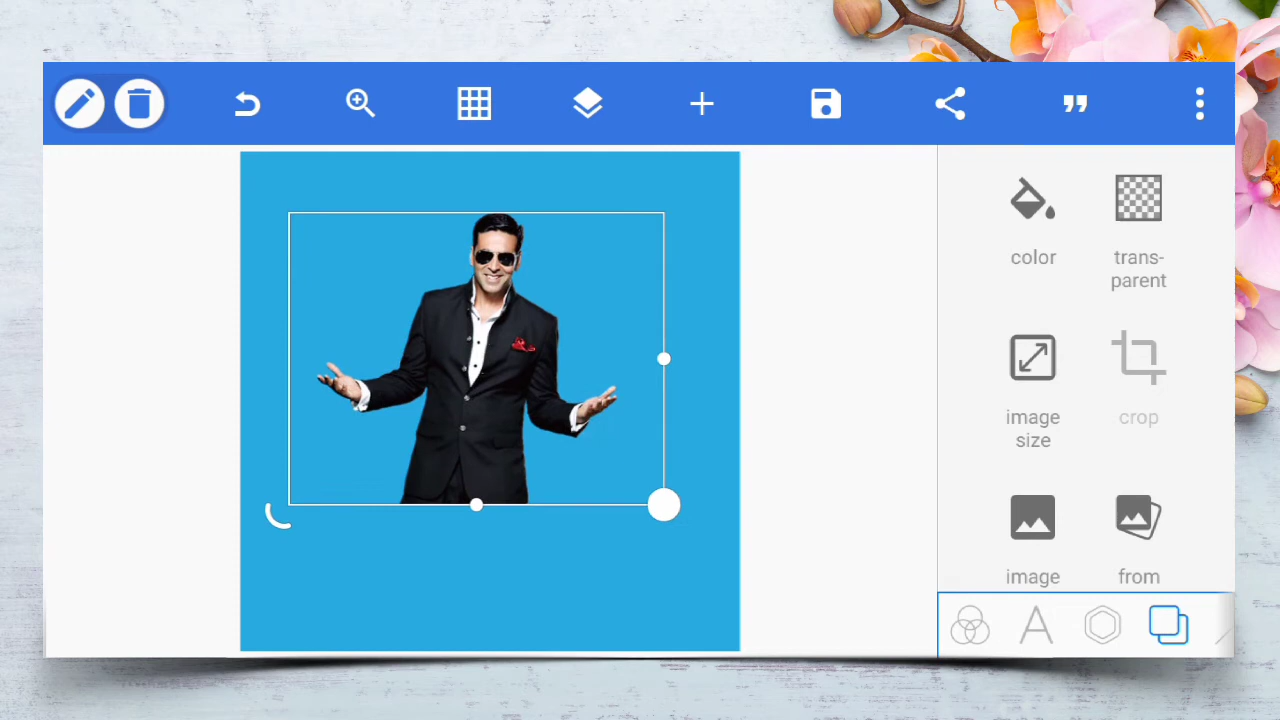 color
trans-
parent
image
size
crop
image
from